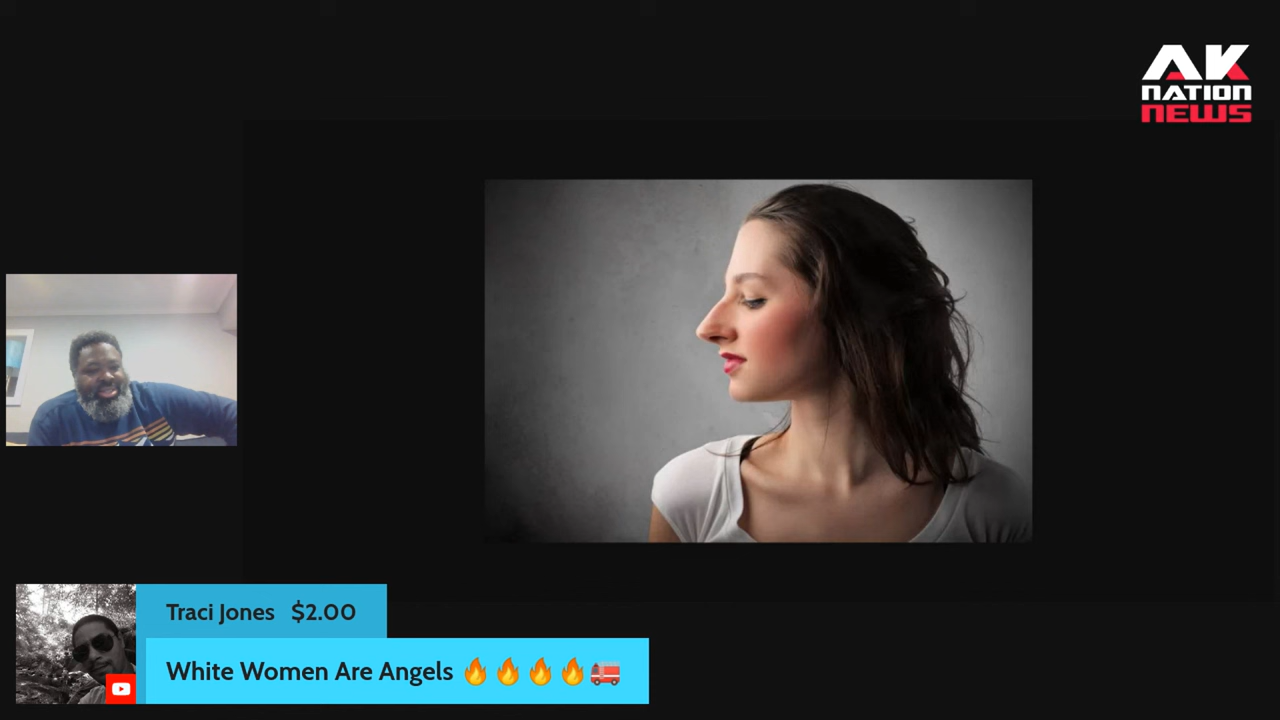 AK
NATION
NEWS
Traci Jones $2.00
White Women Are Angels 🔥🔥🔥🔥🚒